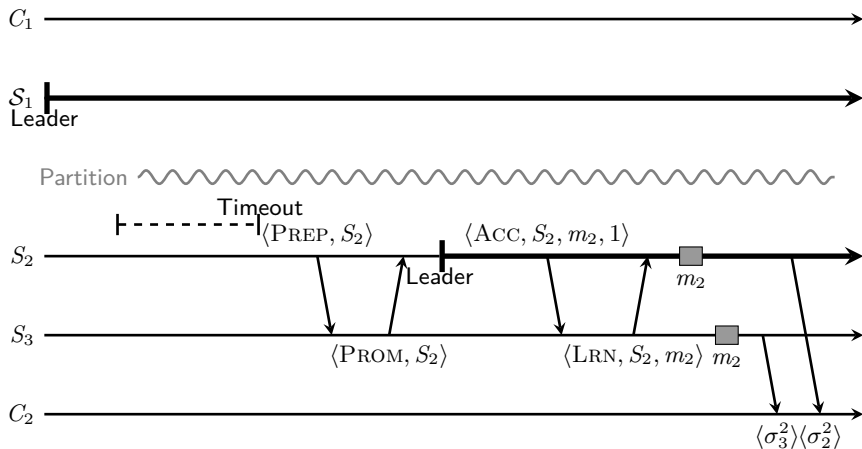 C₁
𝒮₁
Leader
Partition
Timeout
⟨PREP, S₂⟩ ⟨ACC, S₂, m₂, 1⟩
S₂
Leader m₂
S₃
⟨PROM, S₂⟩ ⟨LRN, S₂, m₂⟩ m₂
C₂
⟨σ₃²⟩⟨σ₂²⟩